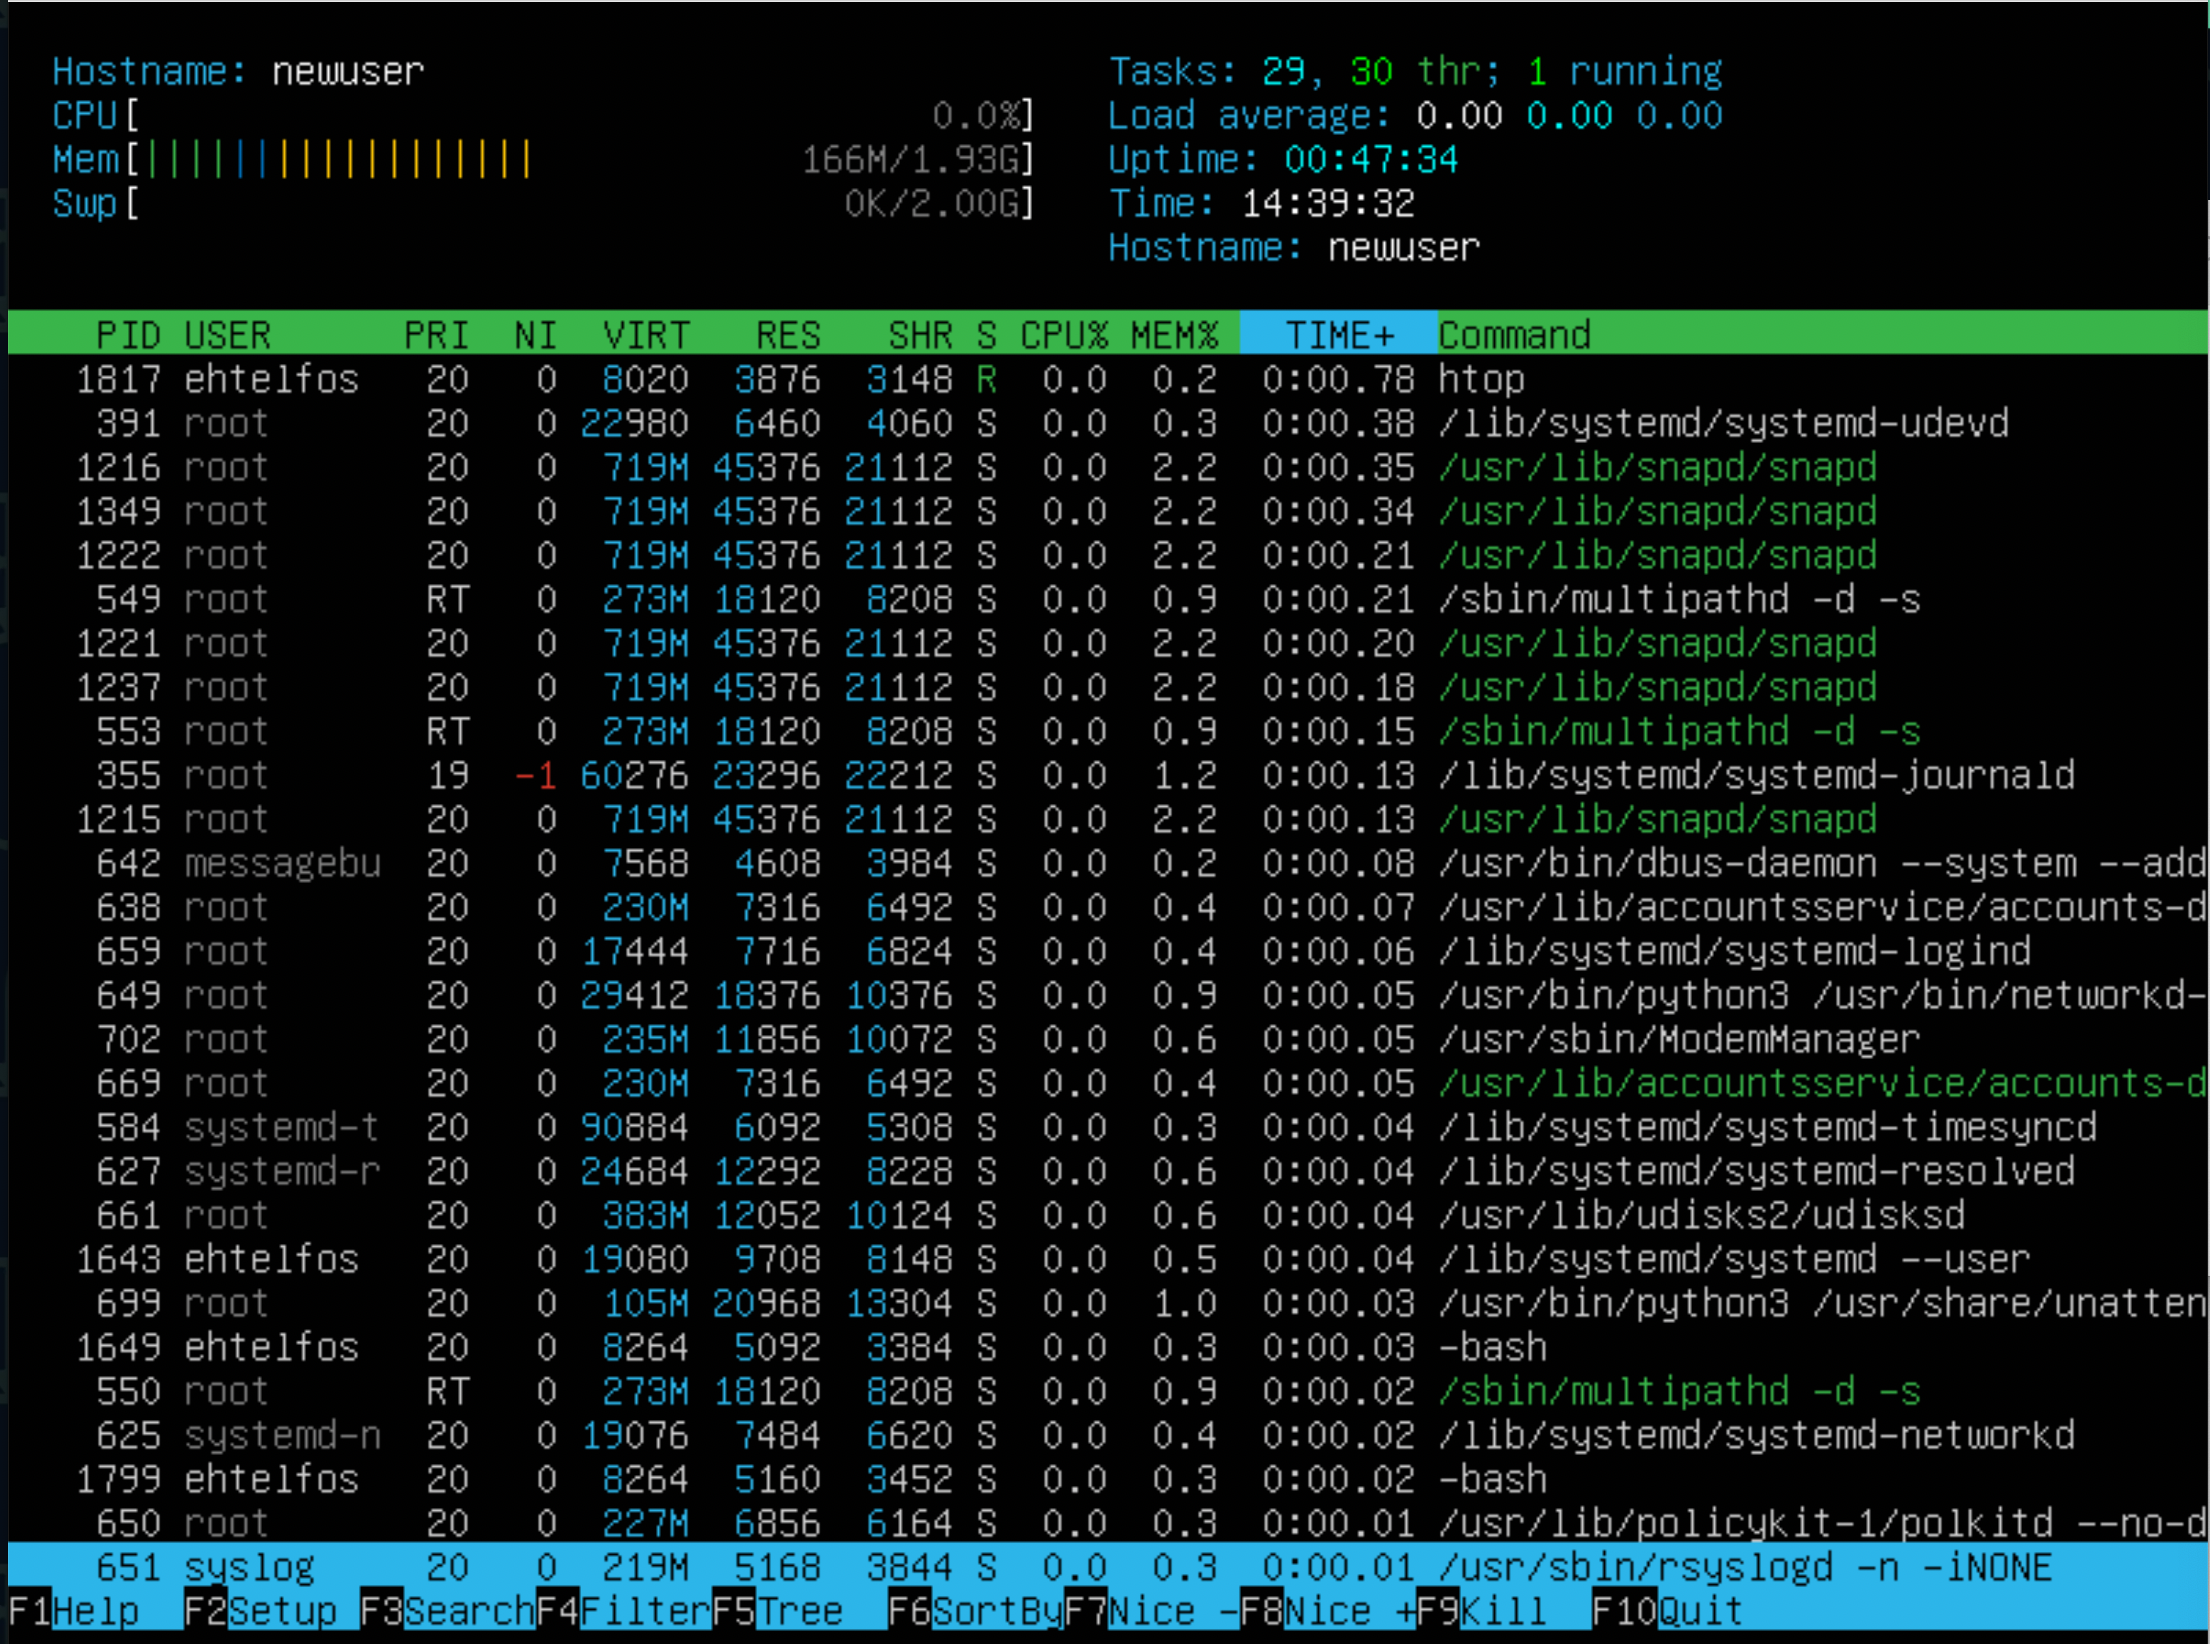 Hostname: newuser
CPU[ 0.0%]
Mem[|||||||||||||||||| 166M/1.93G]
Swp[ 0K/2.00G]
Tasks: 29, 30 thr; 1 running
Load average: 0.00 0.00 0.00
Uptime: 00:47:34
Time: 14:39:32
Hostname: newuser
PID USER PRI NI VIRT RES SHR S CPU% MEM% TIME+ Command
1817 ehtelfos 20 0 8020 3876 3148 R 0.0 0.2 0:00.78 htop
391 root 20 0 22980 6460 4060 S 0.0 0.3 0:00.38 /lib/systemd/systemd-udevd
1216 root 20 0 719M 45376 21112 S 0.0 2.2 0:00.35 /usr/lib/snapd/snapd
1349 root 20 0 719M 45376 21112 S 0.0 2.2 0:00.34 /usr/lib/snapd/snapd
1222 root 20 0 719M 45376 21112 S 0.0 2.2 0:00.21 /usr/lib/snapd/snapd
549 root RT 0 273M 18120 8208 S 0.0 0.9 0:00.21 /sbin/multipathd -d -s
1221 root 20 0 719M 45376 21112 S 0.0 2.2 0:00.20 /usr/lib/snapd/snapd
1237 root 20 0 719M 45376 21112 S 0.0 2.2 0:00.18 /usr/lib/snapd/snapd
553 root RT 0 273M 18120 8208 S 0.0 0.9 0:00.15 /sbin/multipathd -d -s
355 root 19 -1 60276 23296 22212 S 0.0 1.2 0:00.13 /lib/systemd/systemd-journald
1215 root 20 0 719M 45376 21112 S 0.0 2.2 0:00.13 /usr/lib/snapd/snapd
642 messagebu 20 0 7568 4608 3984 S 0.0 0.2 0:00.08 /usr/bin/dbus-daemon --system --add
638 root 20 0 230M 7316 6492 S 0.0 0.4 0:00.07 /usr/lib/accountsservice/accounts-d
659 root 20 0 17444 7716 6824 S 0.0 0.4 0:00.06 /lib/systemd/systemd-logind
649 root 20 0 29412 18376 10376 S 0.0 0.9 0:00.05 /usr/bin/python3 /usr/bin/networkd-
702 root 20 0 235M 11856 10072 S 0.0 0.6 0:00.05 /usr/sbin/ModemManager
669 root 20 0 230M 7316 6492 S 0.0 0.4 0:00.05 /usr/lib/accountsservice/accounts-d
584 systemd-t 20 0 90884 6092 5308 S 0.0 0.3 0:00.04 /lib/systemd/systemd-timesyncd
627 systemd-r 20 0 24684 12292 8228 S 0.0 0.6 0:00.04 /lib/systemd/systemd-resolved
661 root 20 0 383M 12052 10124 S 0.0 0.6 0:00.04 /usr/lib/udisks2/udisksd
1643 ehtelfos 20 0 19080 9708 8148 S 0.0 0.5 0:00.04 /lib/systemd/systemd --user
699 root 20 0 105M 20968 13304 S 0.0 1.0 0:00.03 /usr/bin/python3 /usr/share/unatten
1649 ehtelfos 20 0 8264 5092 3384 S 0.0 0.3 0:00.03 -bash
550 root RT 0 273M 18120 8208 S 0.0 0.9 0:00.02 /sbin/multipathd -d -s
625 systemd-n 20 0 19076 7484 6620 S 0.0 0.4 0:00.02 /lib/systemd/systemd-networkd
1799 ehtelfos 20 0 8264 5160 3452 S 0.0 0.3 0:00.02 -bash
650 root 20 0 227M 6856 6164 S 0.0 0.3 0:00.01 /usr/lib/policykit-1/polkitd --no-d
651 syslog 20 0 219M 5168 3844 S 0.0 0.3 0:00.01 /usr/sbin/rsyslogd -n -iNONE
F1Help F2Setup F3SearchF4FilterF5Tree F6SortByF7Nice -F8Nice +F9Kill F10Quit